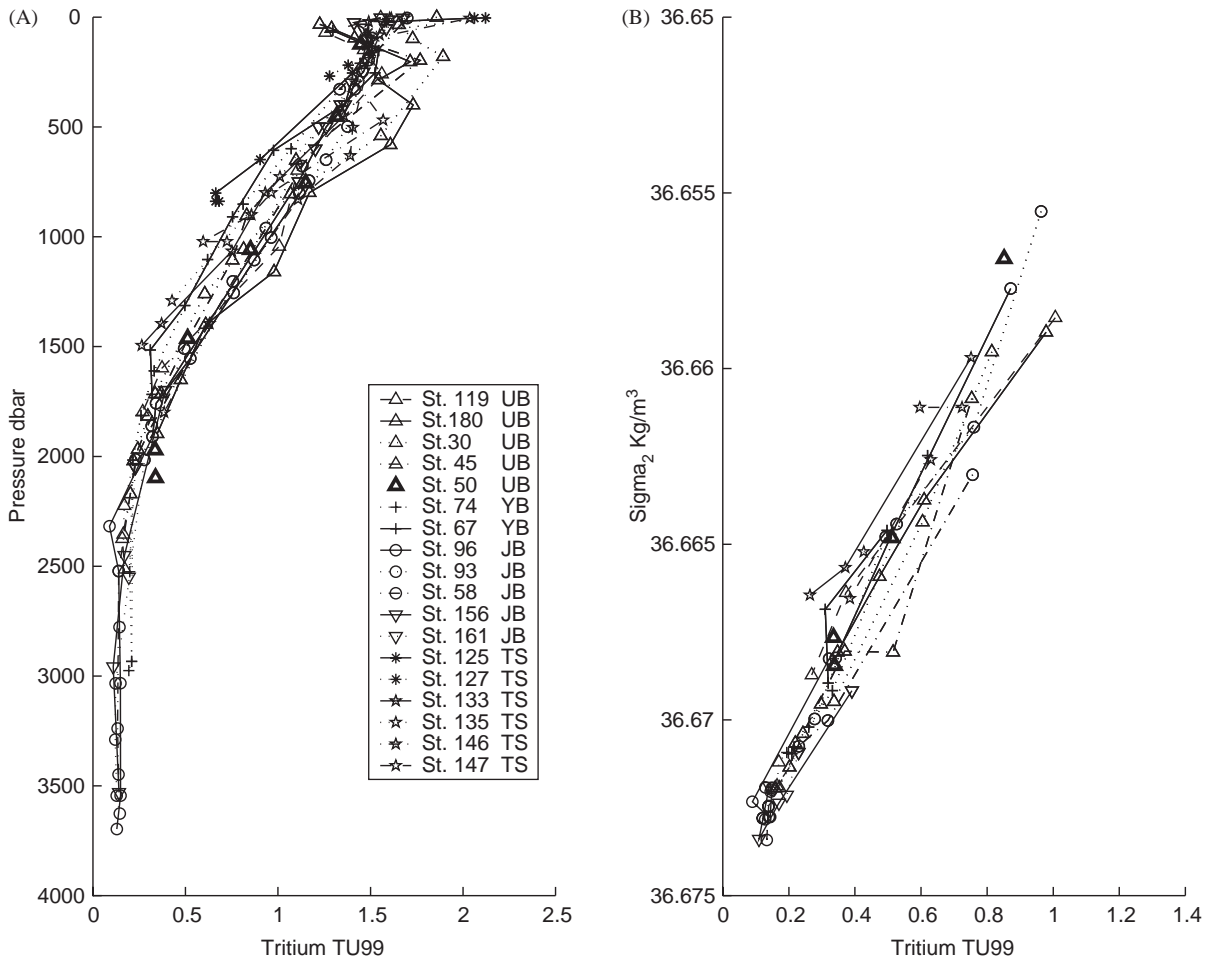 (A)
0
500
1000
1500
2000
2500
3000
3500
4000
Pressure dbar
0 0.5 1 1.5 2 2.5
Tritium TU99
St. 119 UB
St.180 UB
St.30 UB
St. 45 UB
St. 50 UB
St. 74 YB
St. 67 YB
St. 96 JB
St. 93 JB
St. 58 JB
St. 156 JB
St. 161 JB
St. 125 TS
St. 127 TS
St. 133 TS
St. 135 TS
St. 146 TS
St. 147 TS
(B)
36.65
36.655
36.66
36.665
36.67
36.675
Sigma₂ Kg/m³
0 0.2 0.4 0.6 0.8 1 1.2 1.4
Tritium TU99